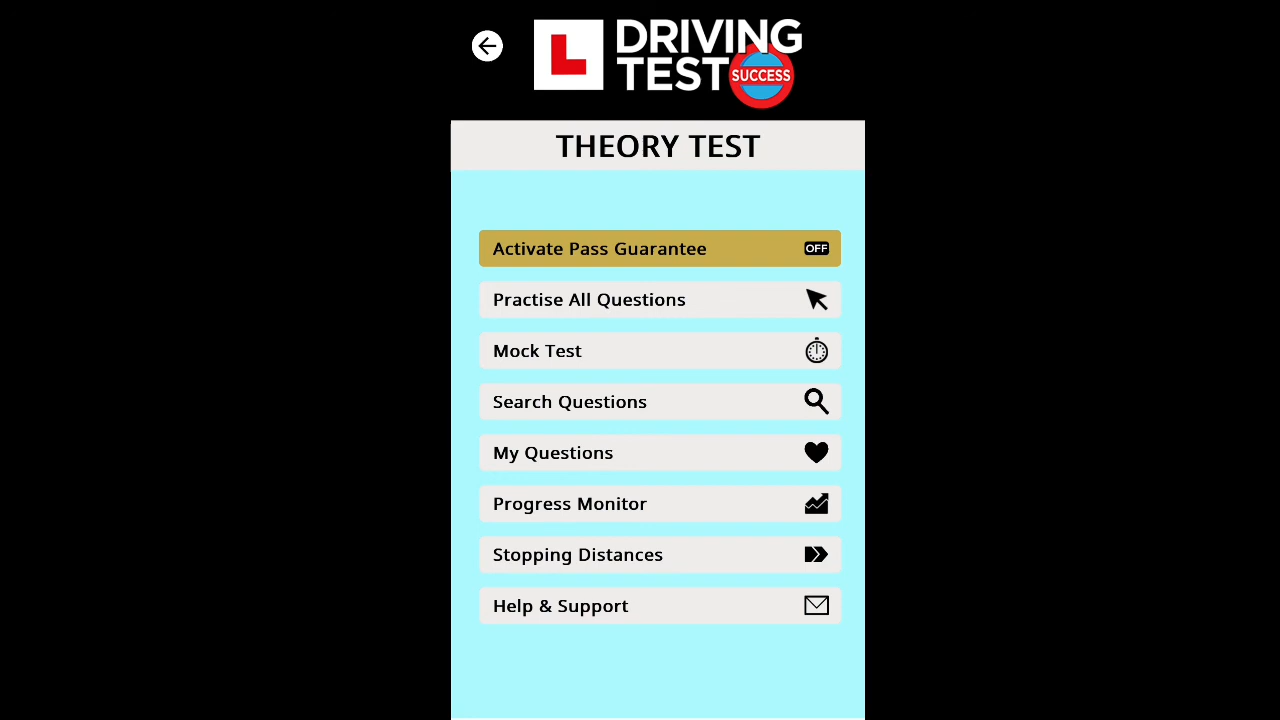 L
DRIVING
TEST
SUCCESS
THEORY TEST
Activate Pass Guarantee OFF
Practise All Questions
Mock Test
Search Questions
My Questions
Progress Monitor
Stopping Distances
Help & Support